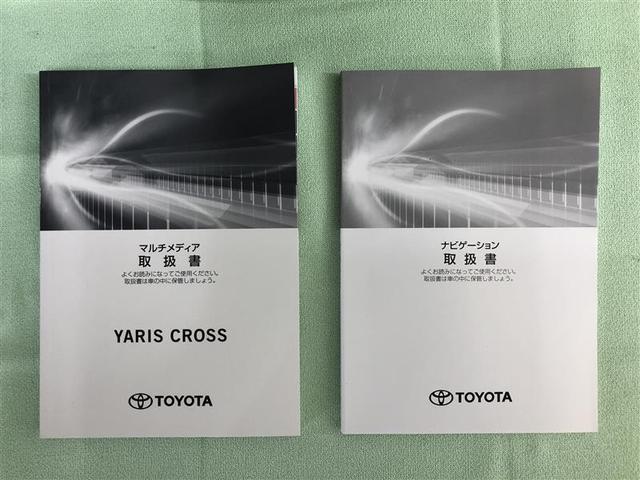 マルチメディア
取扱書
よくお読みになってご使用ください。
取扱書は車の中に保管しましょう。
YARIS CROSS
TOYOTA
ナビゲーション
取扱書
よくお読みになってご使用ください。
取扱書は車の中に保管しましょう。
TOYOTA